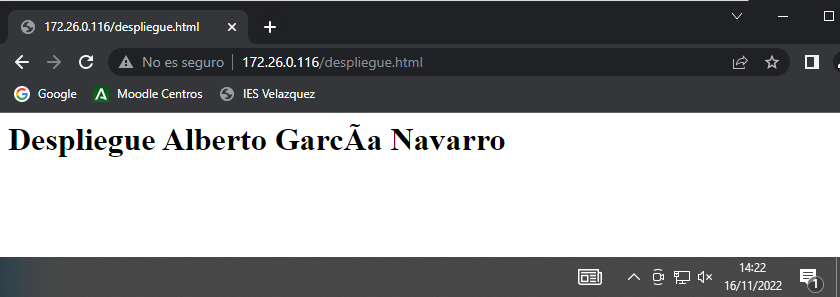 172.26.0.116/despliegue.html
No es seguro 172.26.0.116/despliegue.html
Google Moodle Centros IES Velazquez
Despliegue Alberto GarcÃa Navarro
14:22
16/11/2022
1